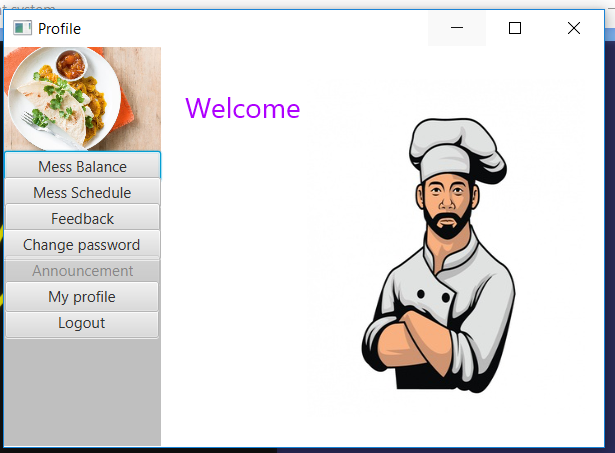 Profile
Welcome
Mess Balance
Mess Schedule
Feedback
Change password
Announcement
My profile
Logout